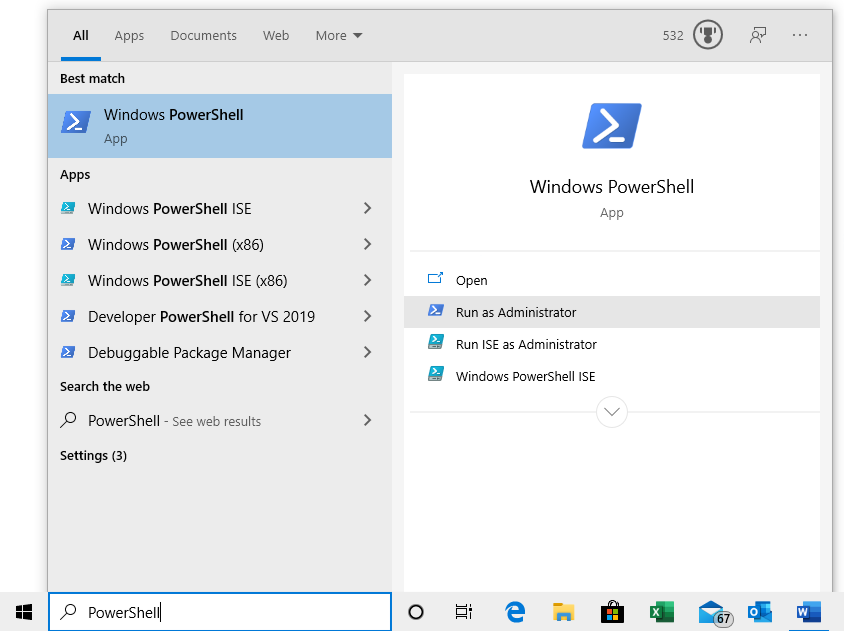 All Apps Documents Web More 532 ...
Best match
Windows PowerShell
App
Apps
Windows PowerShell ISE
Windows PowerShell (x86)
Windows PowerShell ISE (x86)
Developer PowerShell for VS 2019
Debuggable Package Manager
Search the web
PowerShell - See web results
Settings (3)
Windows PowerShell
App
Open
Run as Administrator
Run ISE as Administrator
Windows PowerShell ISE
PowerShell
67